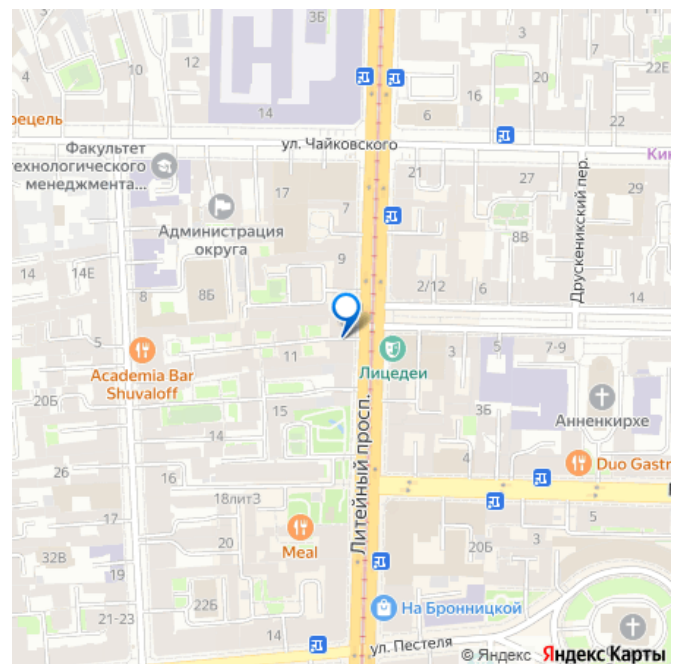 3Б
3
7
4
10
12
20
22Е
16
14
6
22
рецель
ул. Чайковского
Факультет
технологического
менеджмента...
Ки
21
17
27
29
7
Администрация
округа
8В
Друскеникский пер.
9
14
14Е
8
8Б
2/12
6
14
5
11
3
5
7-9
Academia Bar
Shuvaloff
Лицедеи
20Б
15
3Б
Анненкирхе
Литейный просп.
26
16
Duo Gastr
18лит3
17
5
20
Meal
3
32В
20Б
19
22Б
На Бронницкой
21-23
14
ул. Пестеля
© Яндекс Яндекс Карты